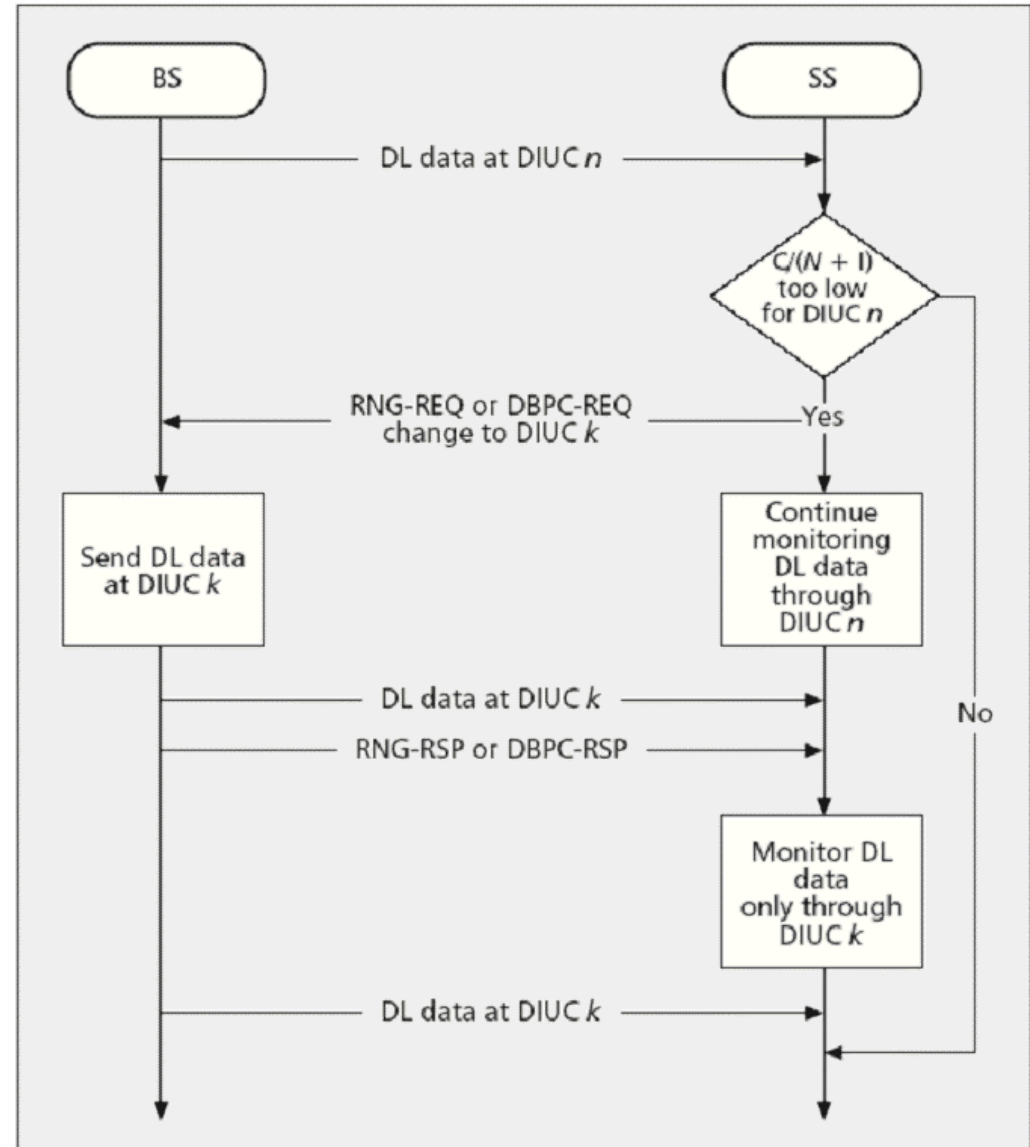 BS
SS
DL data at DIUC n
C/(N + I)
too low
for DIUC n
RNG-REQ or DBPC-REQ
change to DIUC k
Yes
Send DL data
at DIUC k
Continue
monitoring
DL data
through
DIUC n
DL data at DIUC k
No
RNG-RSP or DBPC-RSP
Monitor DL
data
only through
DIUC k
DL data at DIUC k